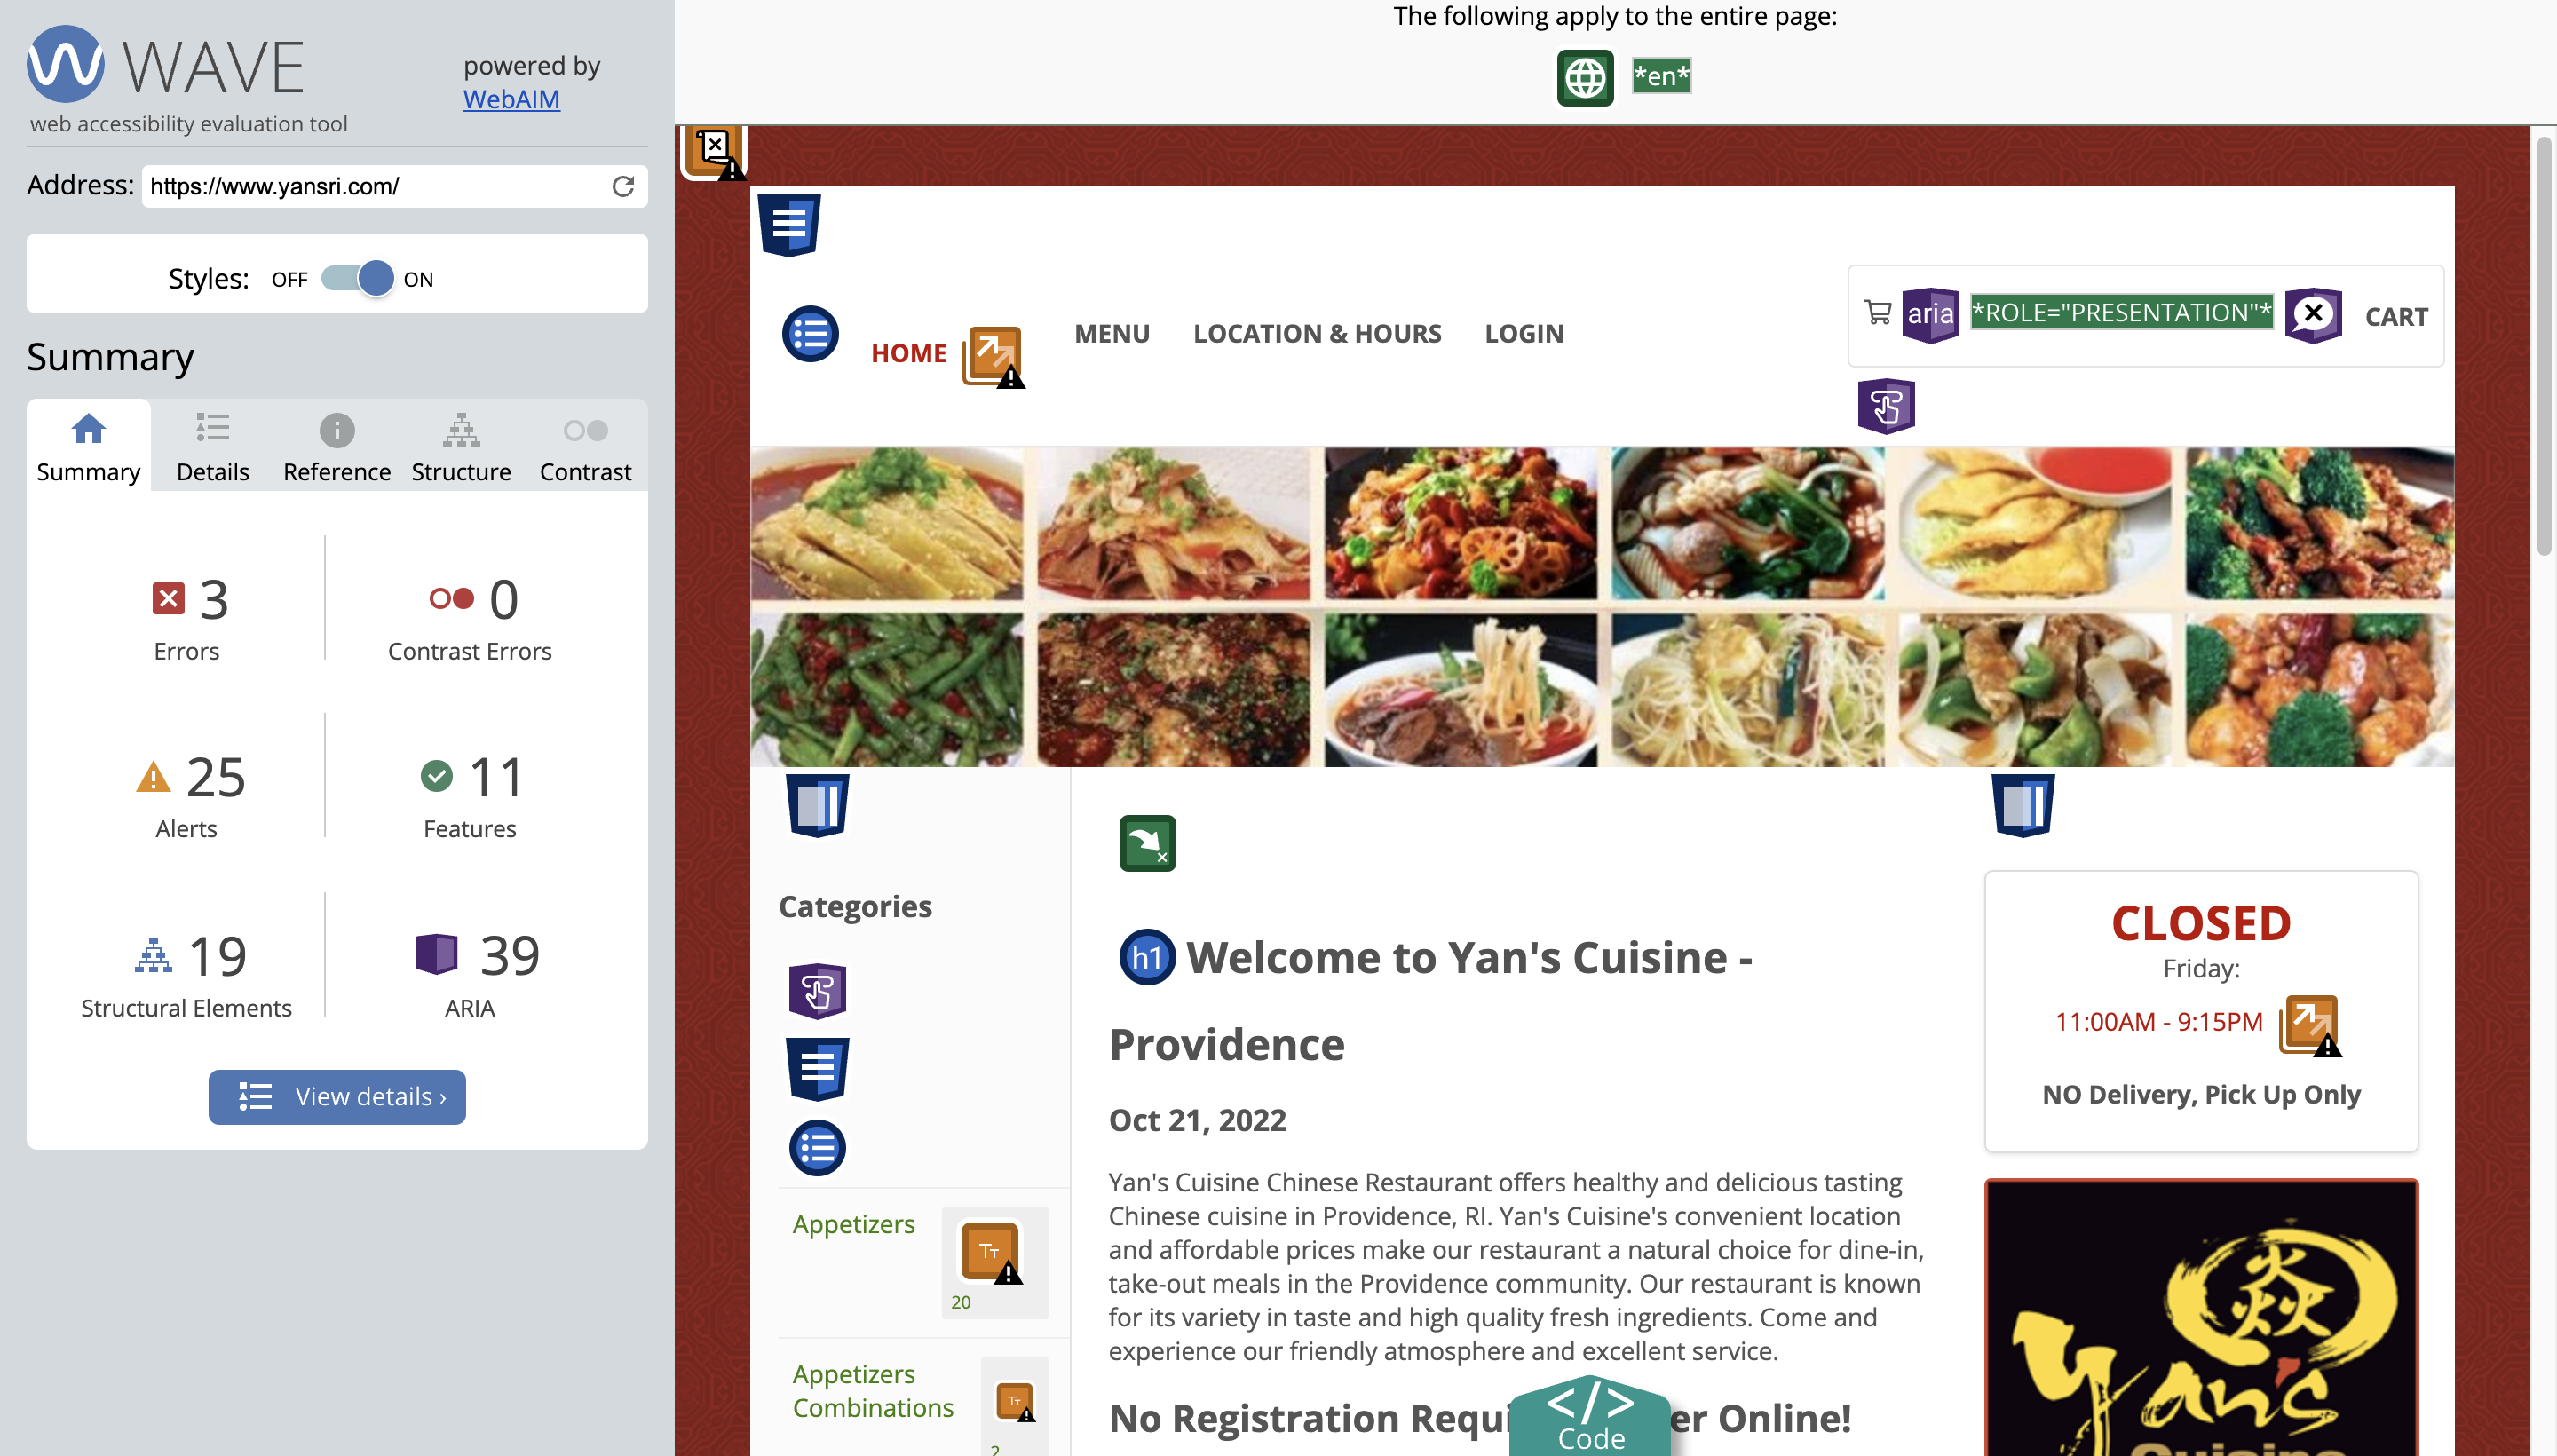 WAVE
powered by
WebAIM
web accessibility evaluation tool
Address: https://www.yansri.com/
Styles: OFF ON
Summary
Summary Details Reference Structure Contrast
3
Errors
0
Contrast Errors
25
Alerts
11
Features
19
Structural Elements
39
ARIA
View details ›
The following apply to the entire page:
*en*
HOME MENU LOCATION & HOURS LOGIN
aria *ROLE="PRESENTATION"* CART
Categories
Appetizers
20
Appetizers
Combinations
2
h1 Welcome to Yan's Cuisine -
Providence
Oct 21, 2022
Yan's Cuisine Chinese Restaurant offers healthy and delicious tasting
Chinese cuisine in Providence, RI. Yan's Cuisine's convenient location
and affordable prices make our restaurant a natural choice for dine-in,
take-out meals in the Providence community. Our restaurant is known
for its variety in taste and high quality fresh ingredients. Come and
experience our friendly atmosphere and excellent service.
No Registration Requi er Online!
</>
Code
CLOSED
Friday:
11:00AM - 9:15PM
NO Delivery, Pick Up Only
Yan's
Cuisine